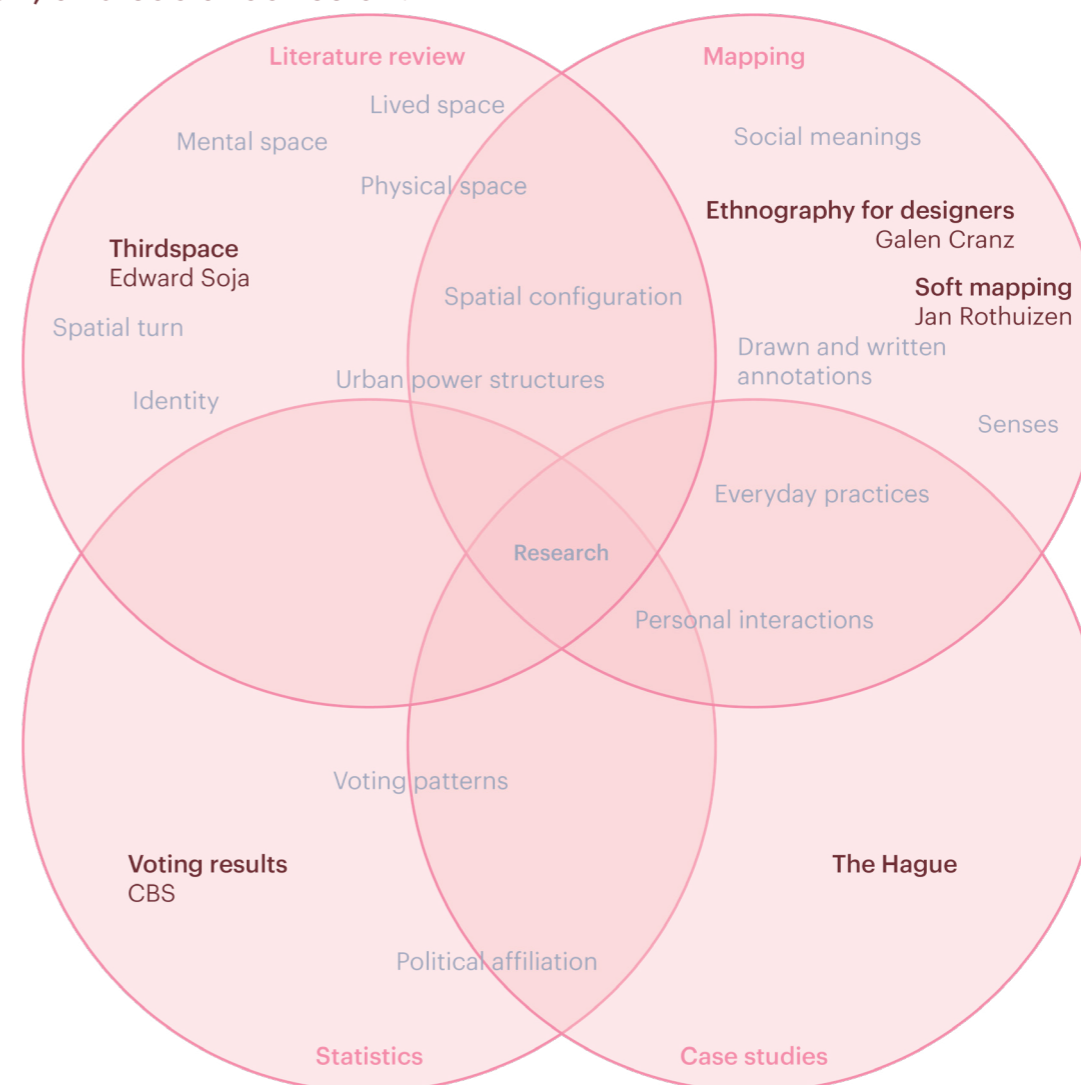 Literature review
Mapping
Lived space
Mental space
Social meanings
Physical space
Ethnography for designers
Galen Cranz
Thirdspace
Edward Soja
Soft mapping
Jan Rothuizen
Spatial configuration
Spatial turn
Drawn and written
annotations
Urban power structures
Identity
Senses
Everyday practices
Research
Personal interactions
Voting patterns
Voting results
CBS
The Hague
Political affiliation
Statistics
Case studies